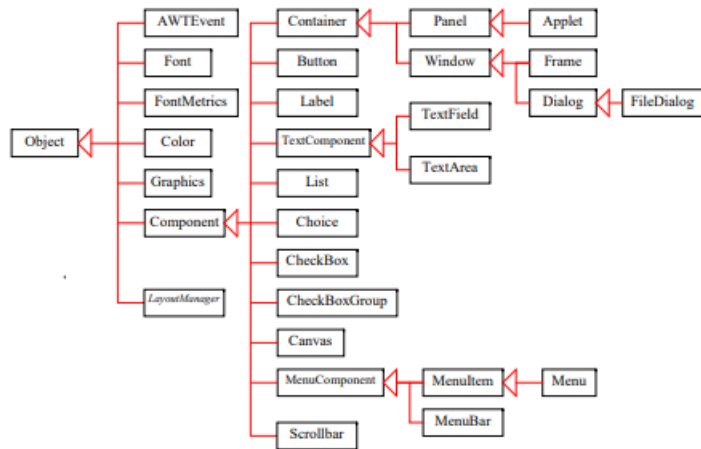 AWTEvent
Container
Panel
Applet
Font
Button
Window
Frame
FontMetrics
Label
Dialog
FileDialog
TextField
Object
Color
TextComponent
TextArea
Graphics
List
Component
Choice
CheckBox
LayoutManager
CheckBoxGroup
Canvas
MenuComponent
MenuItem
Menu
MenuBar
Scrollbar